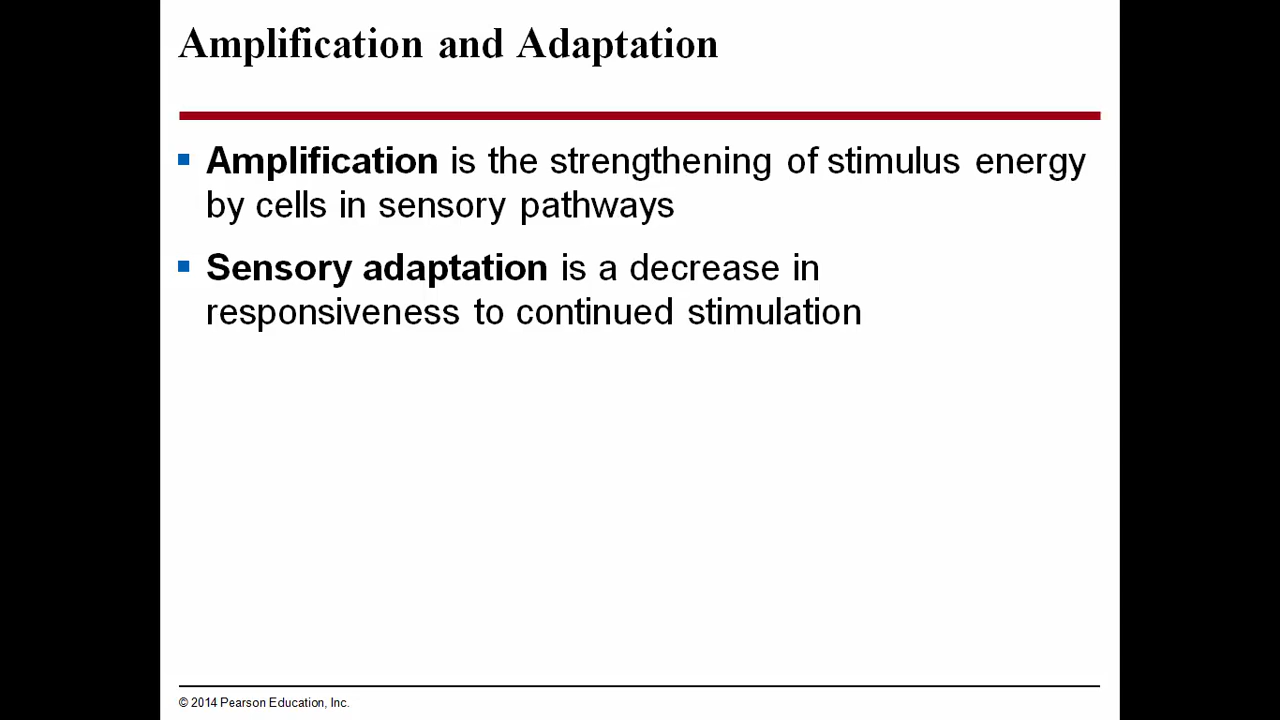 Amplification and Adaptation
▪ Amplification is the strengthening of stimulus energy
by cells in sensory pathways
▪ Sensory adaptation is a decrease in
responsiveness to continued stimulation
© 2014 Pearson Education, Inc.